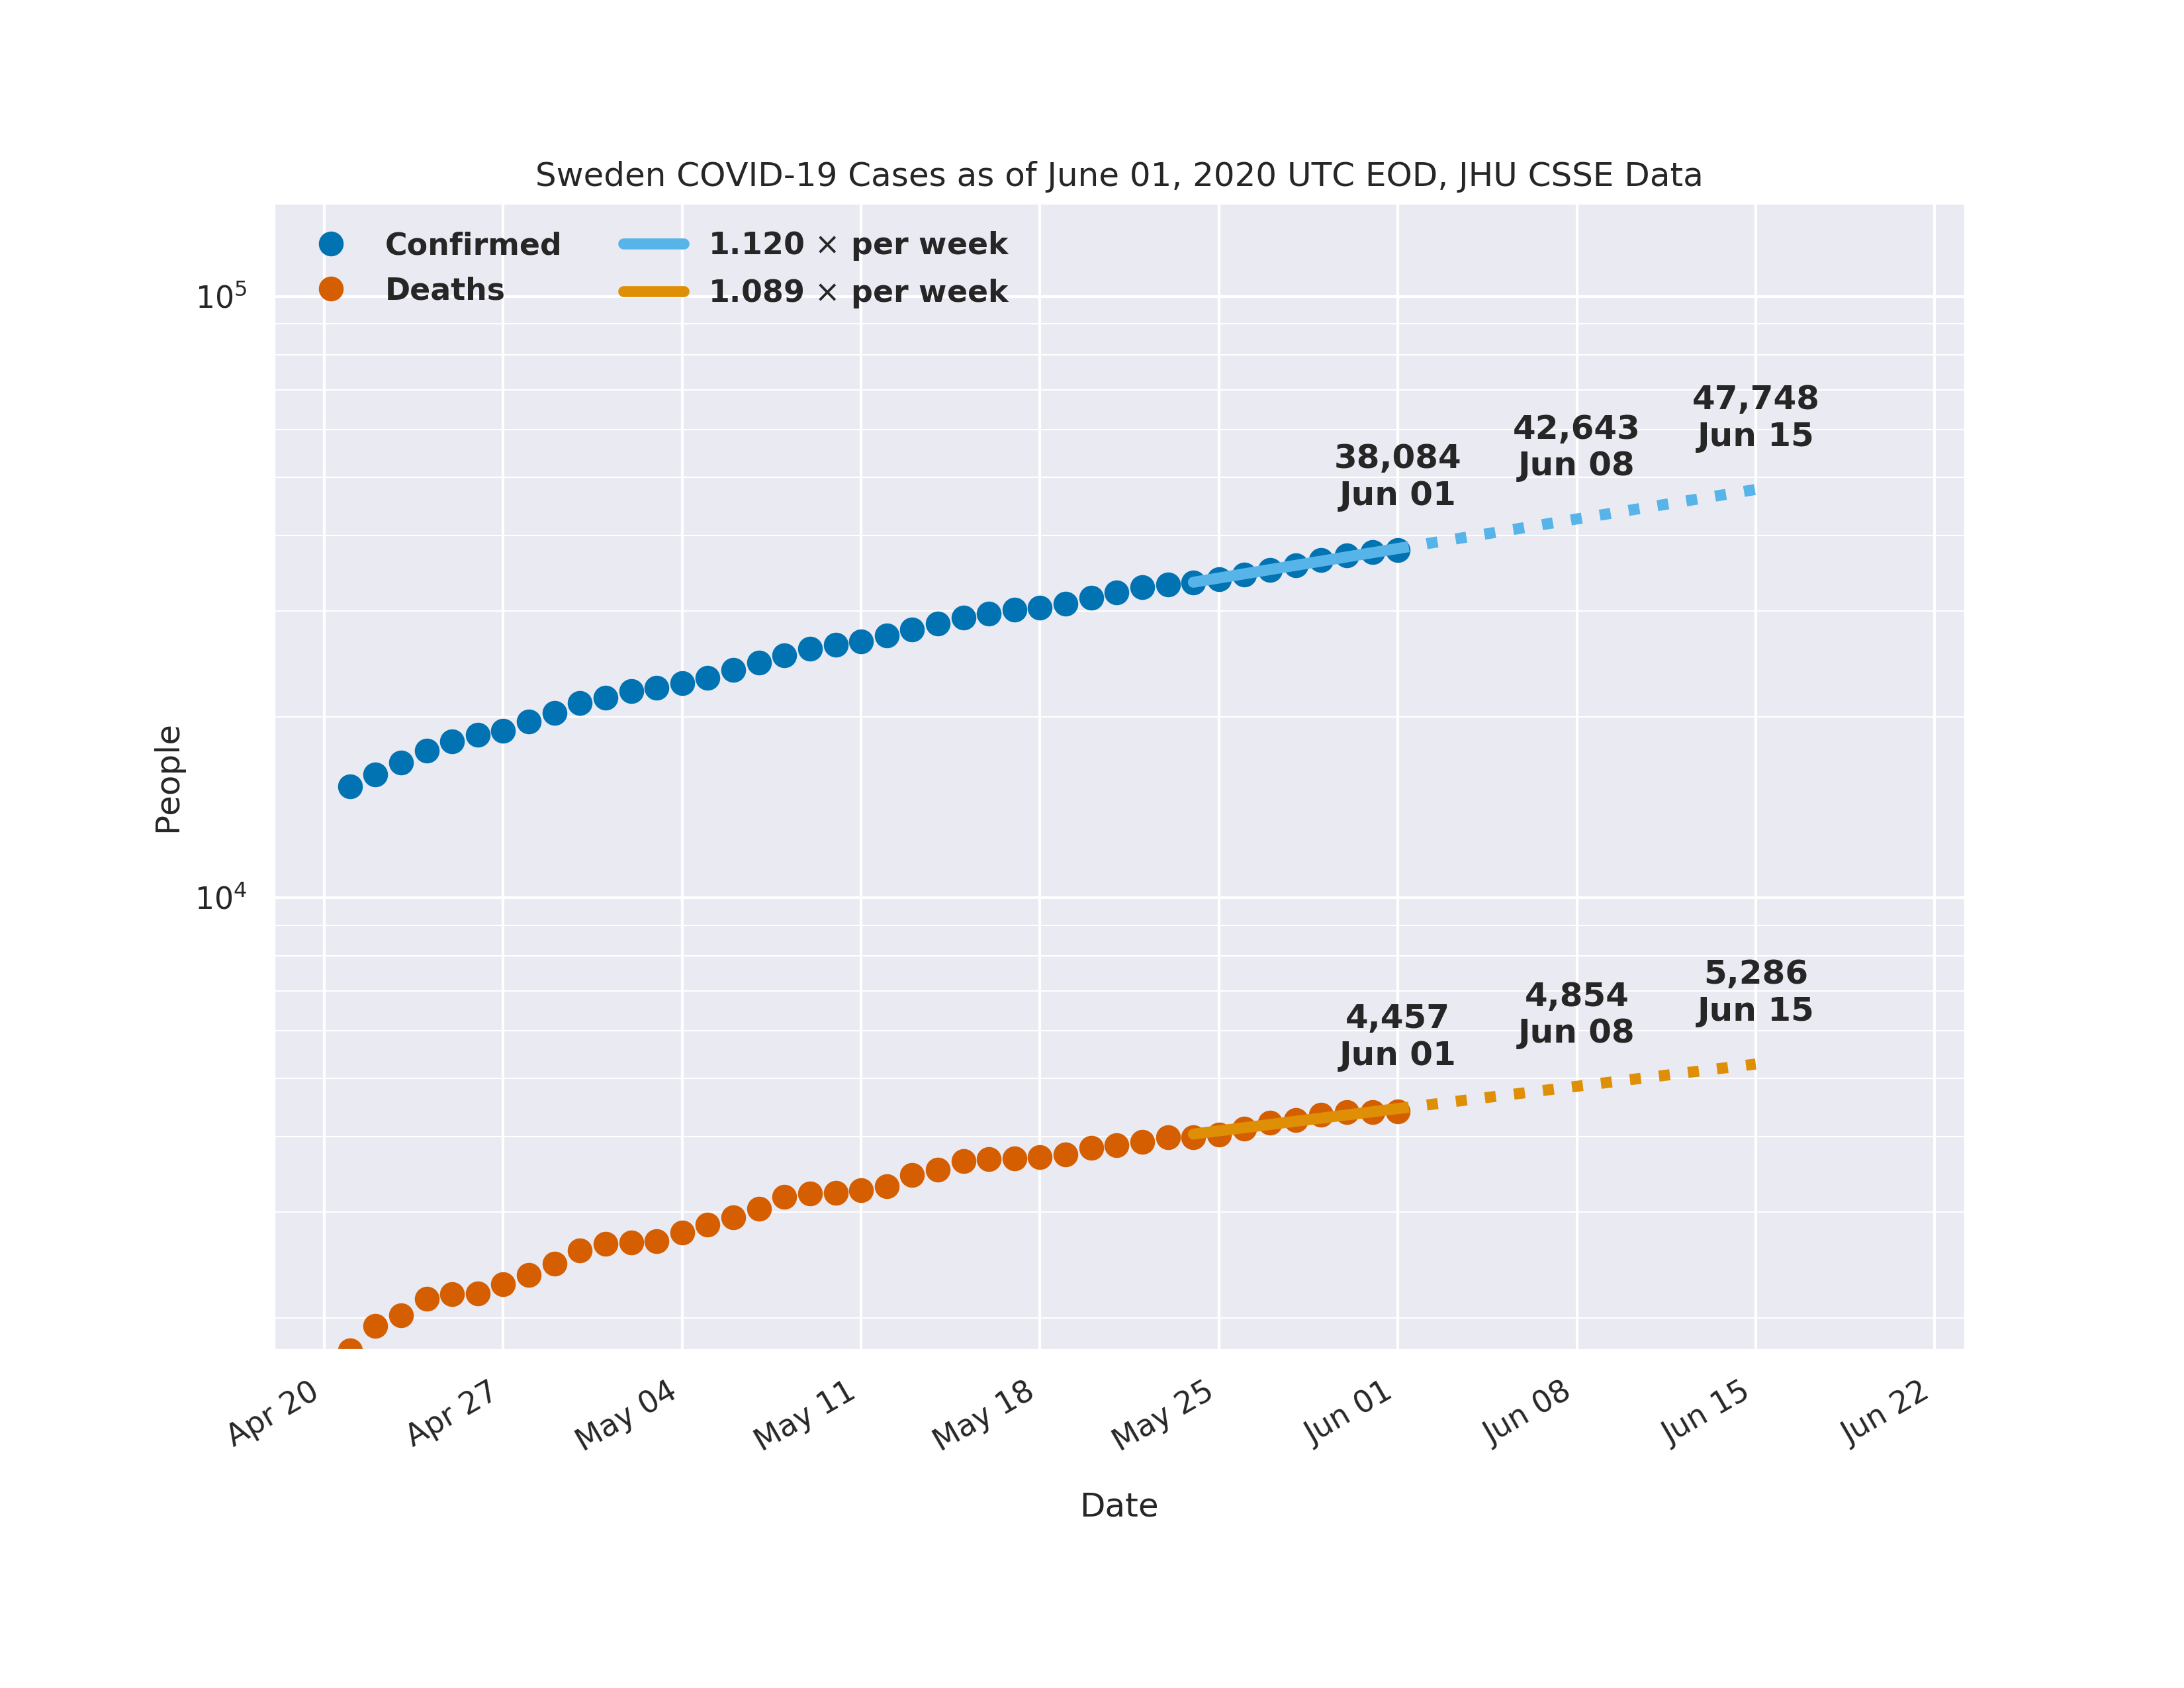 Sweden COVID-19 Cases as of June 01, 2020 UTC EOD, JHU CSSE Data
Confirmed
Deaths
1.120 × per week
1.089 × per week
10⁵
10⁴
People
47,748
Jun 15
42,643
Jun 08
38,084
Jun 01
5,286
Jun 15
4,854
Jun 08
4,457
Jun 01
Apr 20
Apr 27
May 04
May 11
May 18
May 25
Jun 01
Jun 08
Jun 15
Jun 22
Date